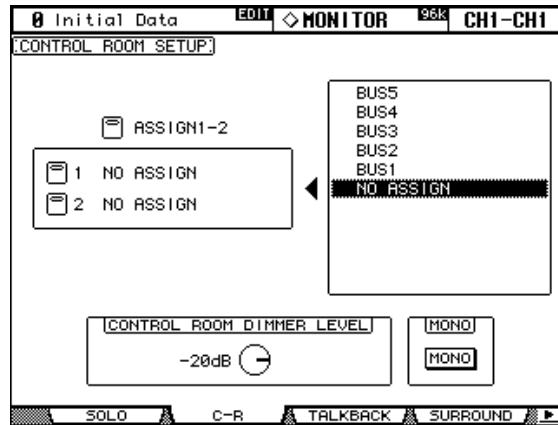 0 Initial Data EDIT ◇MONITOR 96K CH1-CH1
CONTROL ROOM SETUP
ASSIGN1-2
1 NO ASSIGN
2 NO ASSIGN
BUS5
BUS4
BUS3
BUS2
BUS1
NO ASSIGN
CONTROL ROOM DIMMER LEVEL
-20dB
MONO
MONO
SOLO C-R TALKBACK SURROUND